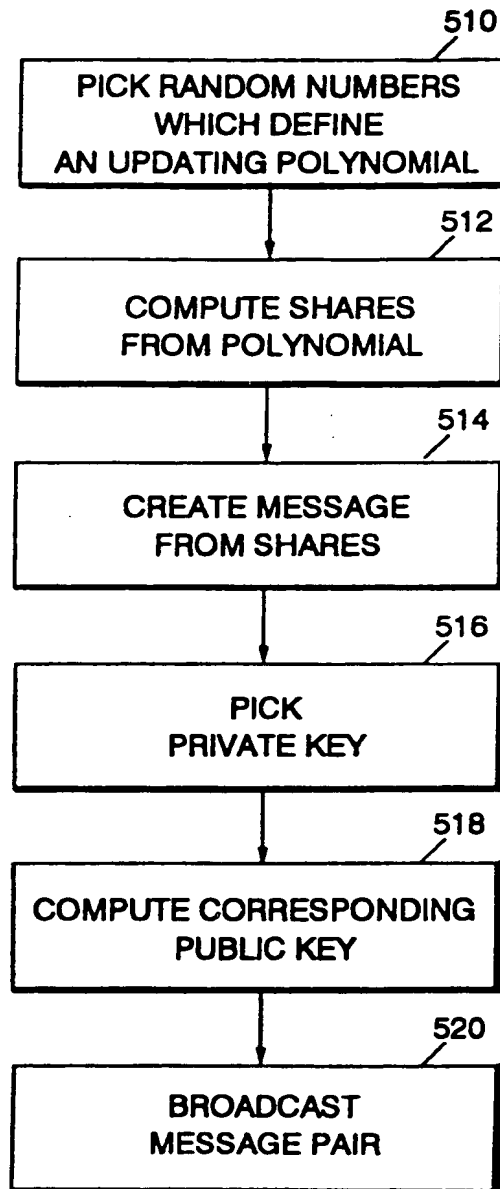 510
PICK RANDOM NUMBERS
WHICH DEFINE
AN UPDATING POLYNOMIAL
512
COMPUTE SHARES
FROM POLYNOMIAL
514
CREATE MESSAGE
FROM SHARES
516
PICK
PRIVATE KEY
518
COMPUTE CORRESPONDING
PUBLIC KEY
520
BROADCAST
MESSAGE PAIR